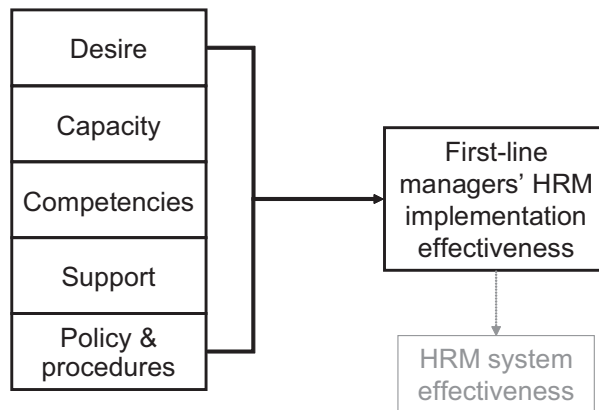 Desire
Capacity
Competencies
Support
Policy &
procedures
First-line
managers’ HRM
implementation
effectiveness
HRM system
effectiveness